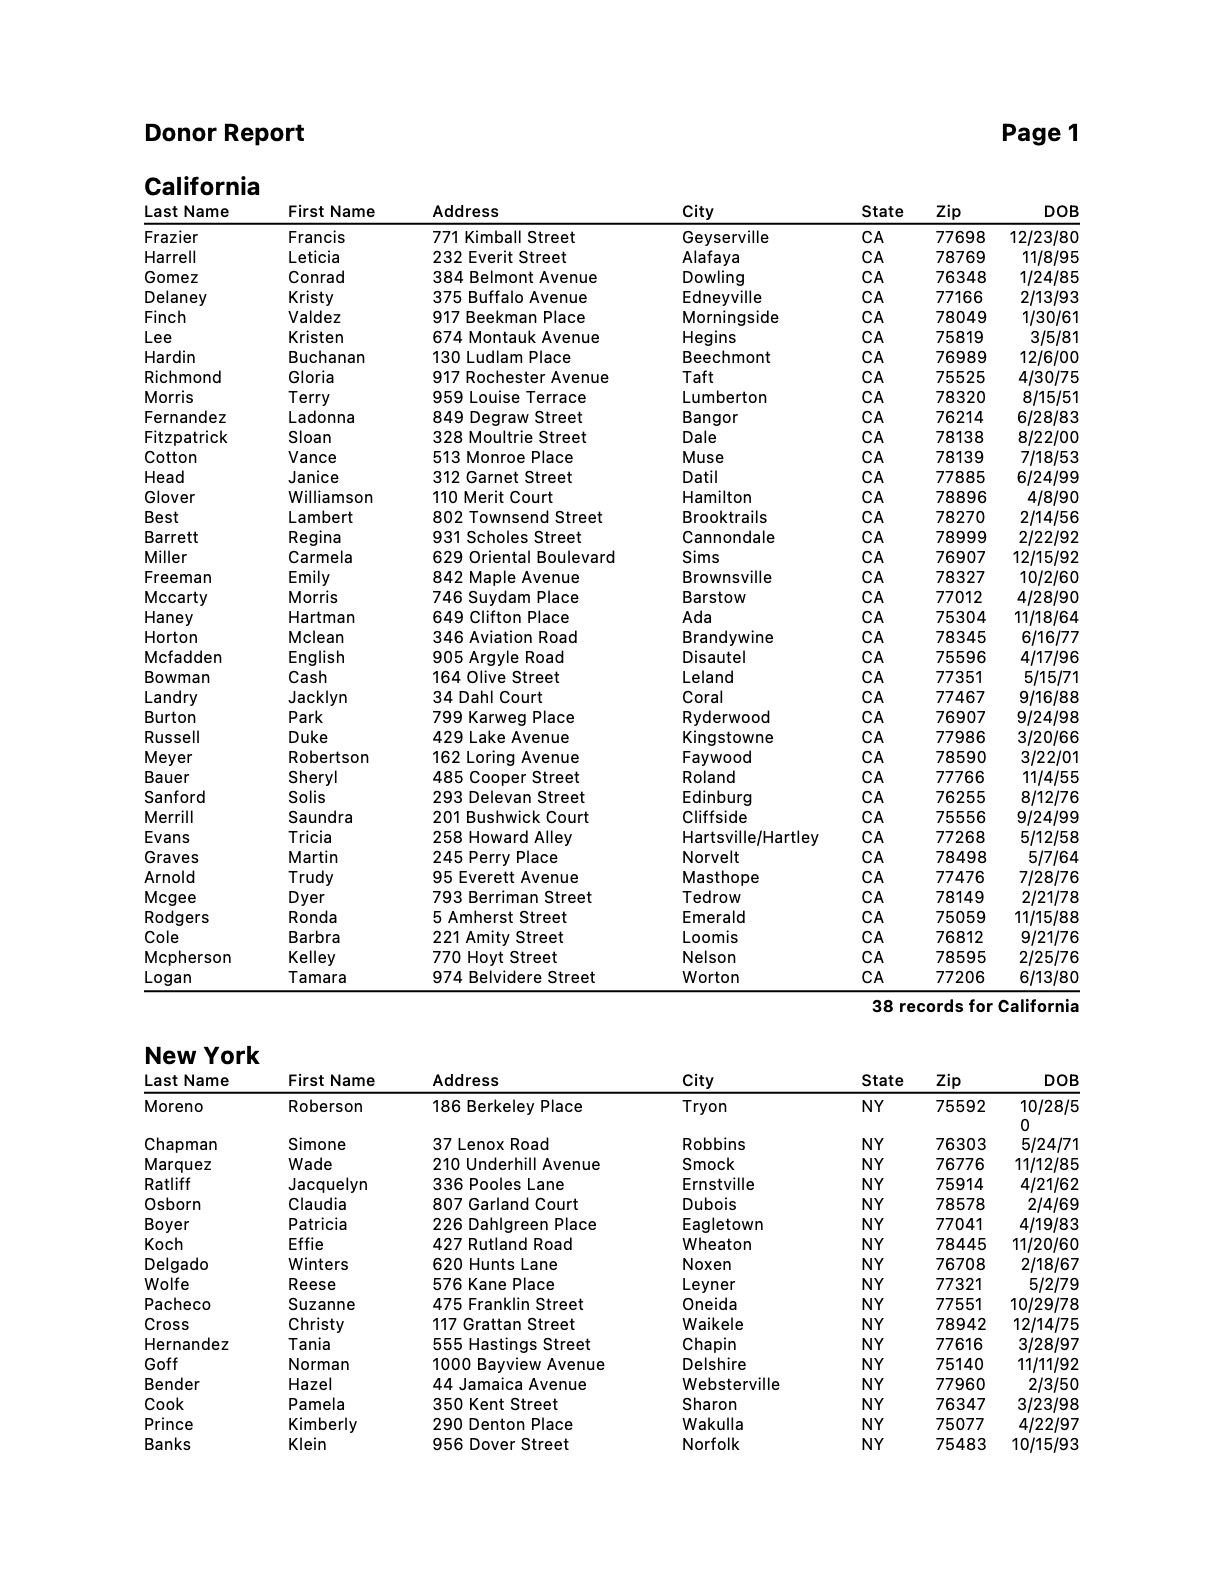 Donor Report Page 1
California
Last Name First Name Address City State Zip DOB
Frazier Francis 771 Kimball Street Geyserville CA 77698 12/23/80
Harrell Leticia 232 Everit Street Alafaya CA 78769 11/8/95
Gomez Conrad 384 Belmont Avenue Dowling CA 76348 1/24/85
Delaney Kristy 375 Buffalo Avenue Edneyville CA 77166 2/13/93
Finch Valdez 917 Beekman Place Morningside CA 78049 1/30/61
Lee Kristen 674 Montauk Avenue Hegins CA 75819 3/5/81
Hardin Buchanan 130 Ludlam Place Beechmont CA 76989 12/6/00
Richmond Gloria 917 Rochester Avenue Taft CA 75525 4/30/75
Morris Terry 959 Louise Terrace Lumberton CA 78320 8/15/51
Fernandez Ladonna 849 Degraw Street Bangor CA 76214 6/28/83
Fitzpatrick Sloan 328 Moultrie Street Dale CA 78138 8/22/00
Cotton Vance 513 Monroe Place Muse CA 78139 7/18/53
Head Janice 312 Garnet Street Datil CA 77885 6/24/99
Glover Williamson 110 Merit Court Hamilton CA 78896 4/8/90
Best Lambert 802 Townsend Street Brooktrails CA 78270 2/14/56
Barrett Regina 931 Scholes Street Cannondale CA 78999 2/22/92
Miller Carmela 629 Oriental Boulevard Sims CA 76907 12/15/92
Freeman Emily 842 Maple Avenue Brownsville CA 78327 10/2/60
Mccarty Morris 746 Suydam Place Barstow CA 77012 4/28/90
Haney Hartman 649 Clifton Place Ada CA 75304 11/18/64
Horton Mclean 346 Aviation Road Brandywine CA 78345 6/16/77
Mcfadden English 905 Argyle Road Disautel CA 75596 4/17/96
Bowman Cash 164 Olive Street Leland CA 77351 5/15/71
Landry Jacklyn 34 Dahl Court Coral CA 77467 9/16/88
Burton Park 799 Karweg Place Ryderwood CA 76907 9/24/98
Russell Duke 429 Lake Avenue Kingstowne CA 77986 3/20/66
Meyer Robertson 162 Loring Avenue Faywood CA 78590 3/22/01
Bauer Sheryl 485 Cooper Street Roland CA 77766 11/4/55
Sanford Solis 293 Delevan Street Edinburg CA 76255 8/12/76
Merrill Saundra 201 Bushwick Court Cliffside CA 75556 9/24/99
Evans Tricia 258 Howard Alley Hartsville/Hartley CA 77268 5/12/58
Graves Martin 245 Perry Place Norvelt CA 78498 5/7/64
Arnold Trudy 95 Everett Avenue Masthope CA 77476 7/28/76
Mcgee Dyer 793 Berriman Street Tedrow CA 78149 2/21/78
Rodgers Ronda 5 Amherst Street Emerald CA 75059 11/15/88
Cole Barbra 221 Amity Street Loomis CA 76812 9/21/76
Mcpherson Kelley 770 Hoyt Street Nelson CA 78595 2/25/76
Logan Tamara 974 Belvidere Street Worton CA 77206 6/13/80
38 records for California
New York
Last Name First Name Address City State Zip DOB
Moreno Roberson 186 Berkeley Place Tryon NY 75592 10/28/5
0
Chapman Simone 37 Lenox Road Robbins NY 76303 5/24/71
Marquez Wade 210 Underhill Avenue Smock NY 76776 11/12/85
Ratliff Jacquelyn 336 Pooles Lane Ernstville NY 75914 4/21/62
Osborn Claudia 807 Garland Court Dubois NY 78578 2/4/69
Boyer Patricia 226 Dahlgreen Place Eagletown NY 77041 4/19/83
Koch Effie 427 Rutland Road Wheaton NY 78445 11/20/60
Delgado Winters 620 Hunts Lane Noxen NY 76708 2/18/67
Wolfe Reese 576 Kane Place Leyner NY 77321 5/2/79
Pacheco Suzanne 475 Franklin Street Oneida NY 77551 10/29/78
Cross Christy 117 Grattan Street Waikele NY 78942 12/14/75
Hernandez Tania 555 Hastings Street Chapin NY 77616 3/28/97
Goff Norman 1000 Bayview Avenue Delshire NY 75140 11/11/92
Bender Hazel 44 Jamaica Avenue Websterville NY 77960 2/3/50
Cook Pamela 350 Kent Street Sharon NY 76347 3/23/98
Prince Kimberly 290 Denton Place Wakulla NY 75077 4/22/97
Banks Klein 956 Dover Street Norfolk NY 75483 10/15/93